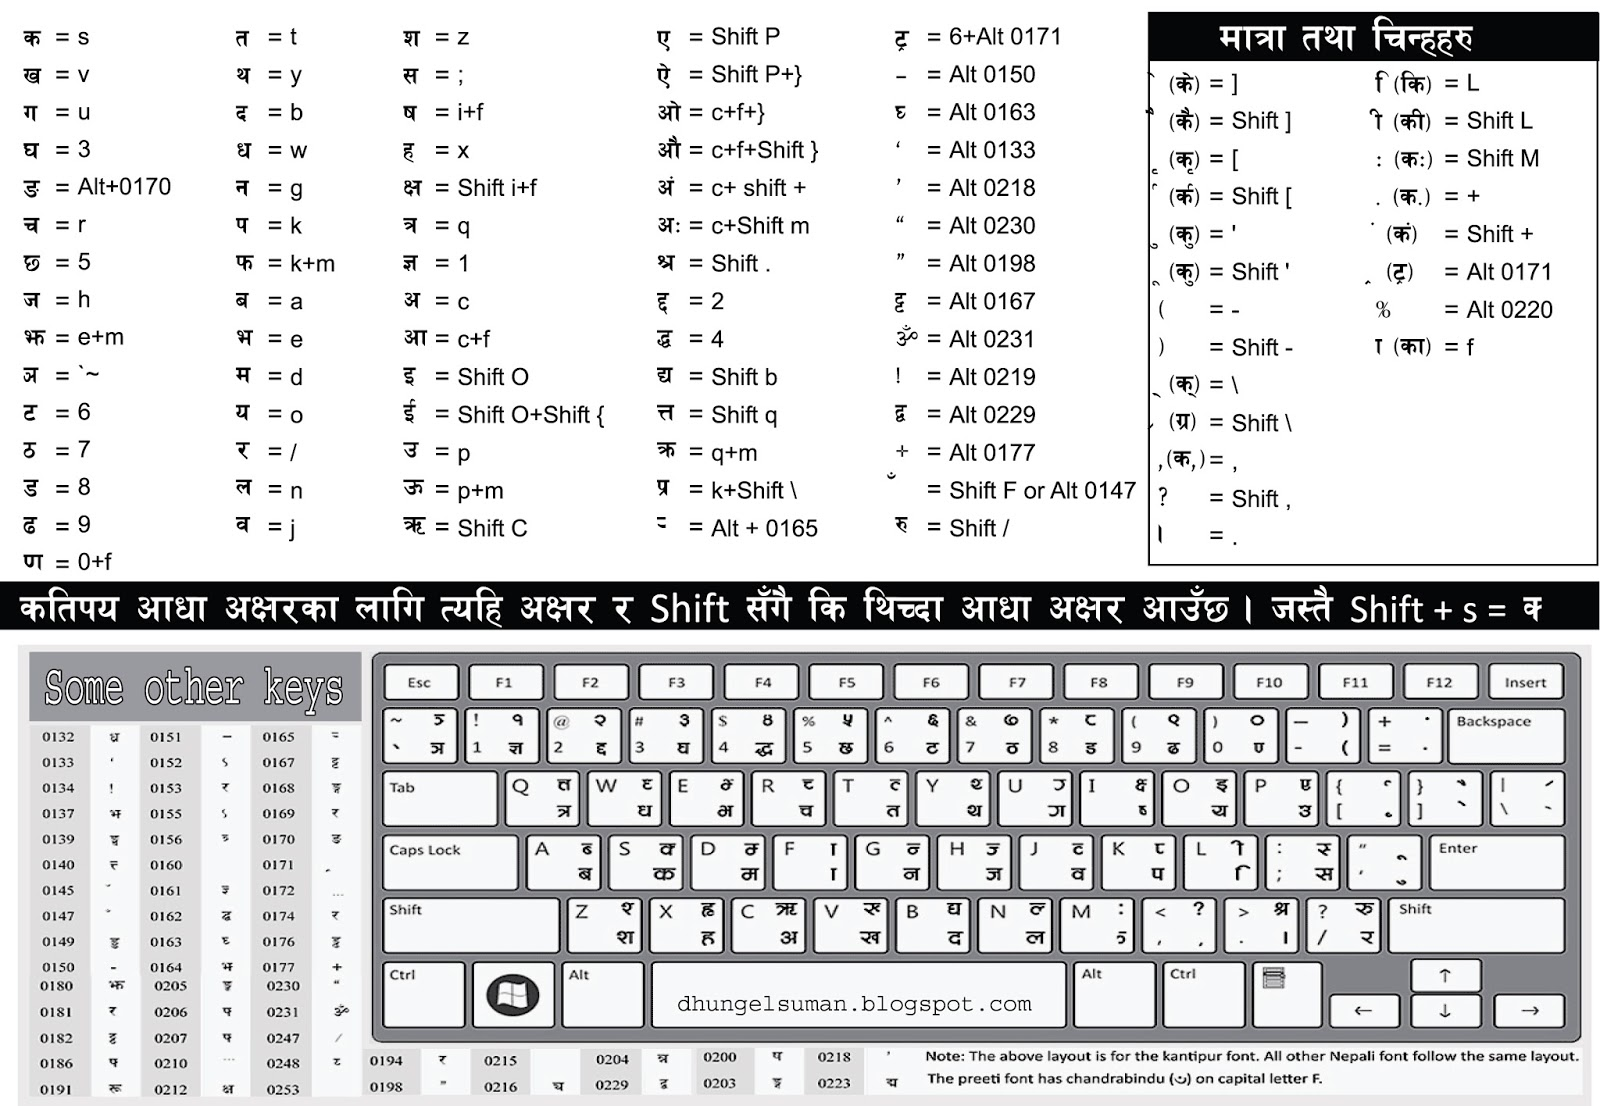 क = s
ख = v
ग = u
घ = 3
ङ = Alt+0170
च = r
छ = 5
ज = h
झ = e+m
ञ = `~
ट = 6
ठ = 7
ड = 8
ढ = 9
ण = 0+f
त = t
थ = y
द = b
ध = w
न = g
प = k
फ = k+m
ब = a
भ = e
म = d
य = o
र = /
ल = n
व = j
श = z
स = ;
ष = i+f
ह = x
क्ष = Shift i+f
त्र = q
ज्ञ = 1
अ = c
आ = c+f
इ = Shift O
ई = Shift O+Shift {
उ = p
ऊ = p+m
ऋ = Shift C
ए = Shift P
ऐ = Shift P+}
ओ = c+f+}
औ = c+f+Shift }
अं = c+ shift +
अः = c+Shift m
श्र = Shift .
द्द = 2
द्ध = 4
द्य = Shift b
त्त = Shift q
क्र = q+m
प्र = k+Shift \
= Alt + 0165
ट्र = 6+Alt 0171
– = Alt 0150
= Alt 0163
‘ = Alt 0133
’ = Alt 0218
“ = Alt 0230
” = Alt 0198
ट्ट = Alt 0167
ॐ = Alt 0231
! = Alt 0219
द्व = Alt 0229
÷ = Alt 0177
ँ = Shift F or Alt 0147
रु = Shift /
मात्रा तथा चिन्हहरु
े (के) = ]
ै (कै) = Shift ]
ृ (कृ) = [
(र्क) = Shift [
ु (कु) = '
ू (कु) = Shift '
( = -
) = Shift -
् (क्) = \
(ग्र) = Shift \
, (क,) = ,
? = Shift ,
। = .
ि (कि) = L
ी (की) = Shift L
: (कः) = Shift M
. (क.) = +
ं (कं) = Shift +
(ट्र) = Alt 0171
% = Alt 0220
ा (का) = f
कतिपय आधा अक्षरका लागि त्यहि अक्षर र Shift सँगै कि थिच्दा आधा अक्षर आउँछ । जस्तै Shift + s = क्
Some other keys
0132 0151 – 0165
0133 ‘ 0152 0167
0134 ! 0153 र 0168
0137 0155 0169 र
0139 0156 0170 ङ
0140 0160 0171
0145 0161 0172 ...
0147 0162 0174 र
0149 0163 0176
0150 - 0164 0177 +
0180 0205 0230 “
0181 र 0206 0231 ॐ
0182 0207 0247 /
0186 0210 ... 0248
0191 रू 0212 क्ष 0253
0194 र 0215 0204 0200 0218 ’
0198 ” 0216 0229 0203 0223
Esc F1 F2 F3 F4 F5 F6 F7 F8 F9 F10 F11 F12 Insert
~ ! १ @ २ # ३ $ ४ % ५ ^ ६ & ७ * ८ ( ९ ) ० – ) + . Backspace
` ञ 1 ज्ञ 2 द्द 3 घ 4 द्ध 5 छ 6 ट 7 ठ 8 ड 9 ढ 0 - ( = .
Tab Q त्त W E R T Y U I O इ P ए { } |
त्र ध भ च त थ ग य उ [ ृ ] े \ ्
Caps Lock A S D F ा G H J K L ी : " ू Enter
ब क म ा न ज व प ि ; स ' ु
Shift Z X C ऋ V B द्य N M : < ? > श्र ? रु Shift
श ह अ ख द ल , , . । / र
Ctrl Alt dhungelsuman.blogspot.com Alt Ctrl ↑
← ↓ →
Note: The above layout is for the kantipur font. All other Nepali font follow the same layout.
The preeti font has chandrabindu (ँ) on capital letter F.